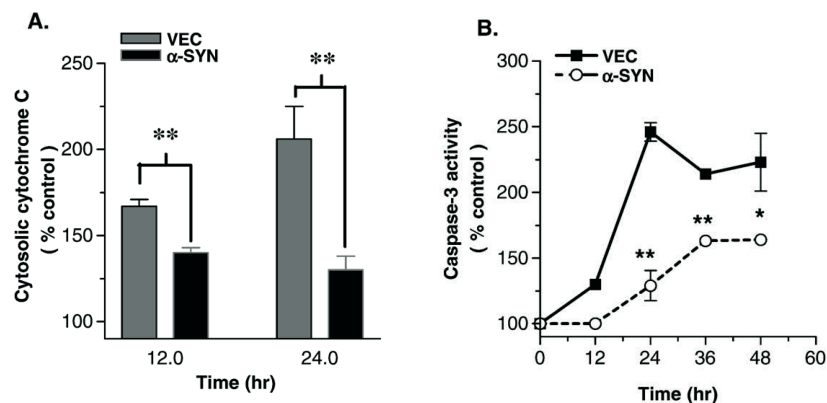 A.
VEC
α-SYN
250
200
150
100
Cytosolic cytochrome C
( % control )
**
**
12.0
24.0
Time (hr)
B.
VEC
α-SYN
300
250
200
150
100
Caspase-3 activity
( % control )
**
**
*
0 12 24 36 48 60
Time (hr)